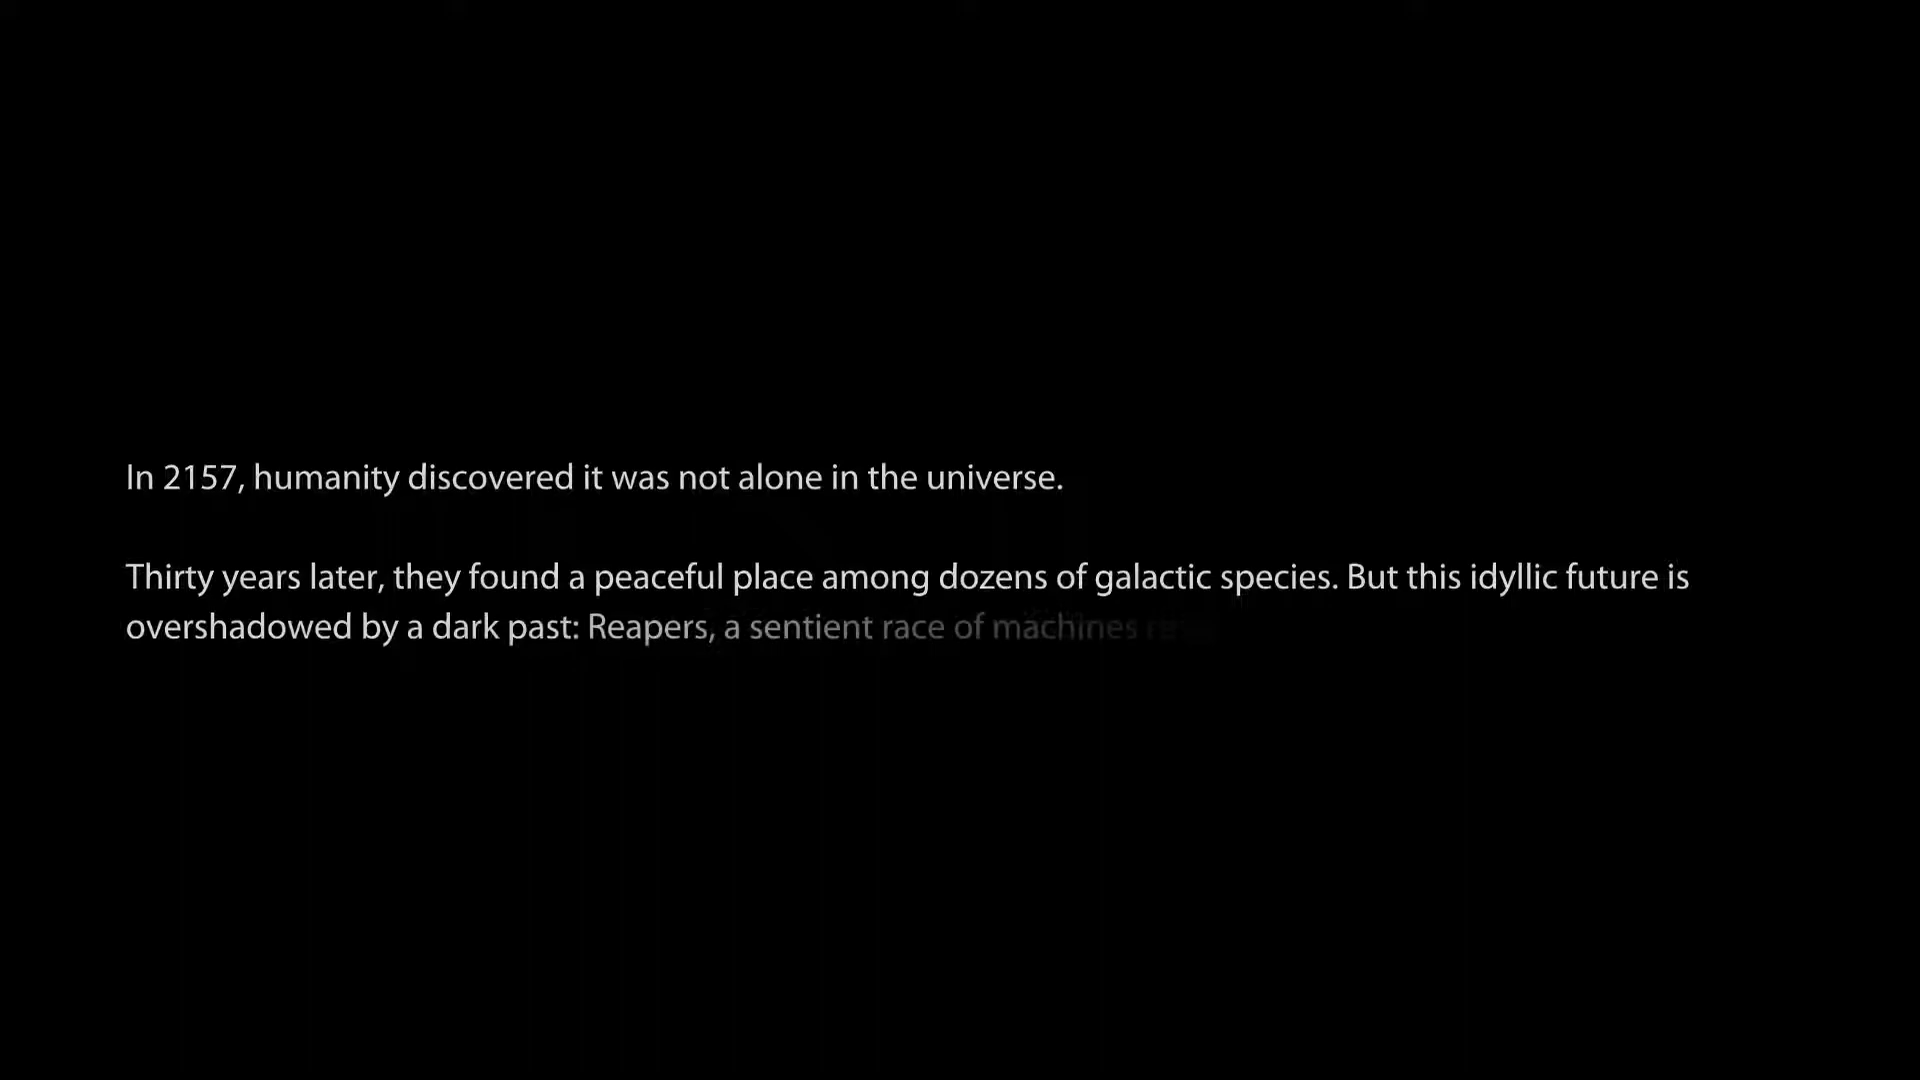 In 2157, humanity discovered it was not alone in the universe.
Thirty years later, they found a peaceful place among dozens of galactic species. But this idyllic future is
overshadowed by a dark past: Reapers, a sentient race of machines